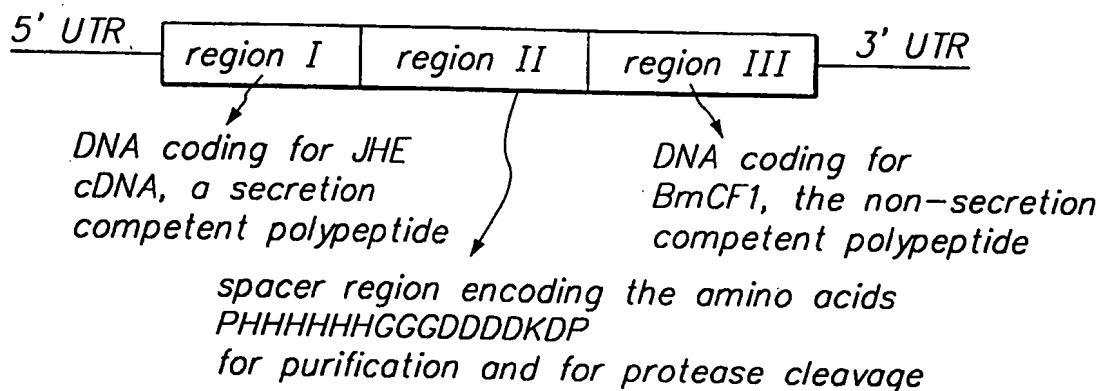 5' UTR
region I
region II
region III
3' UTR
DNA coding for JHE
cDNA, a secretion
competent polypeptide
DNA coding for
BmCF1, the non-secretion
competent polypeptide
spacer region encoding the amino acids
PHHHHHHGGGDDDDKDP
for purification and for protease cleavage